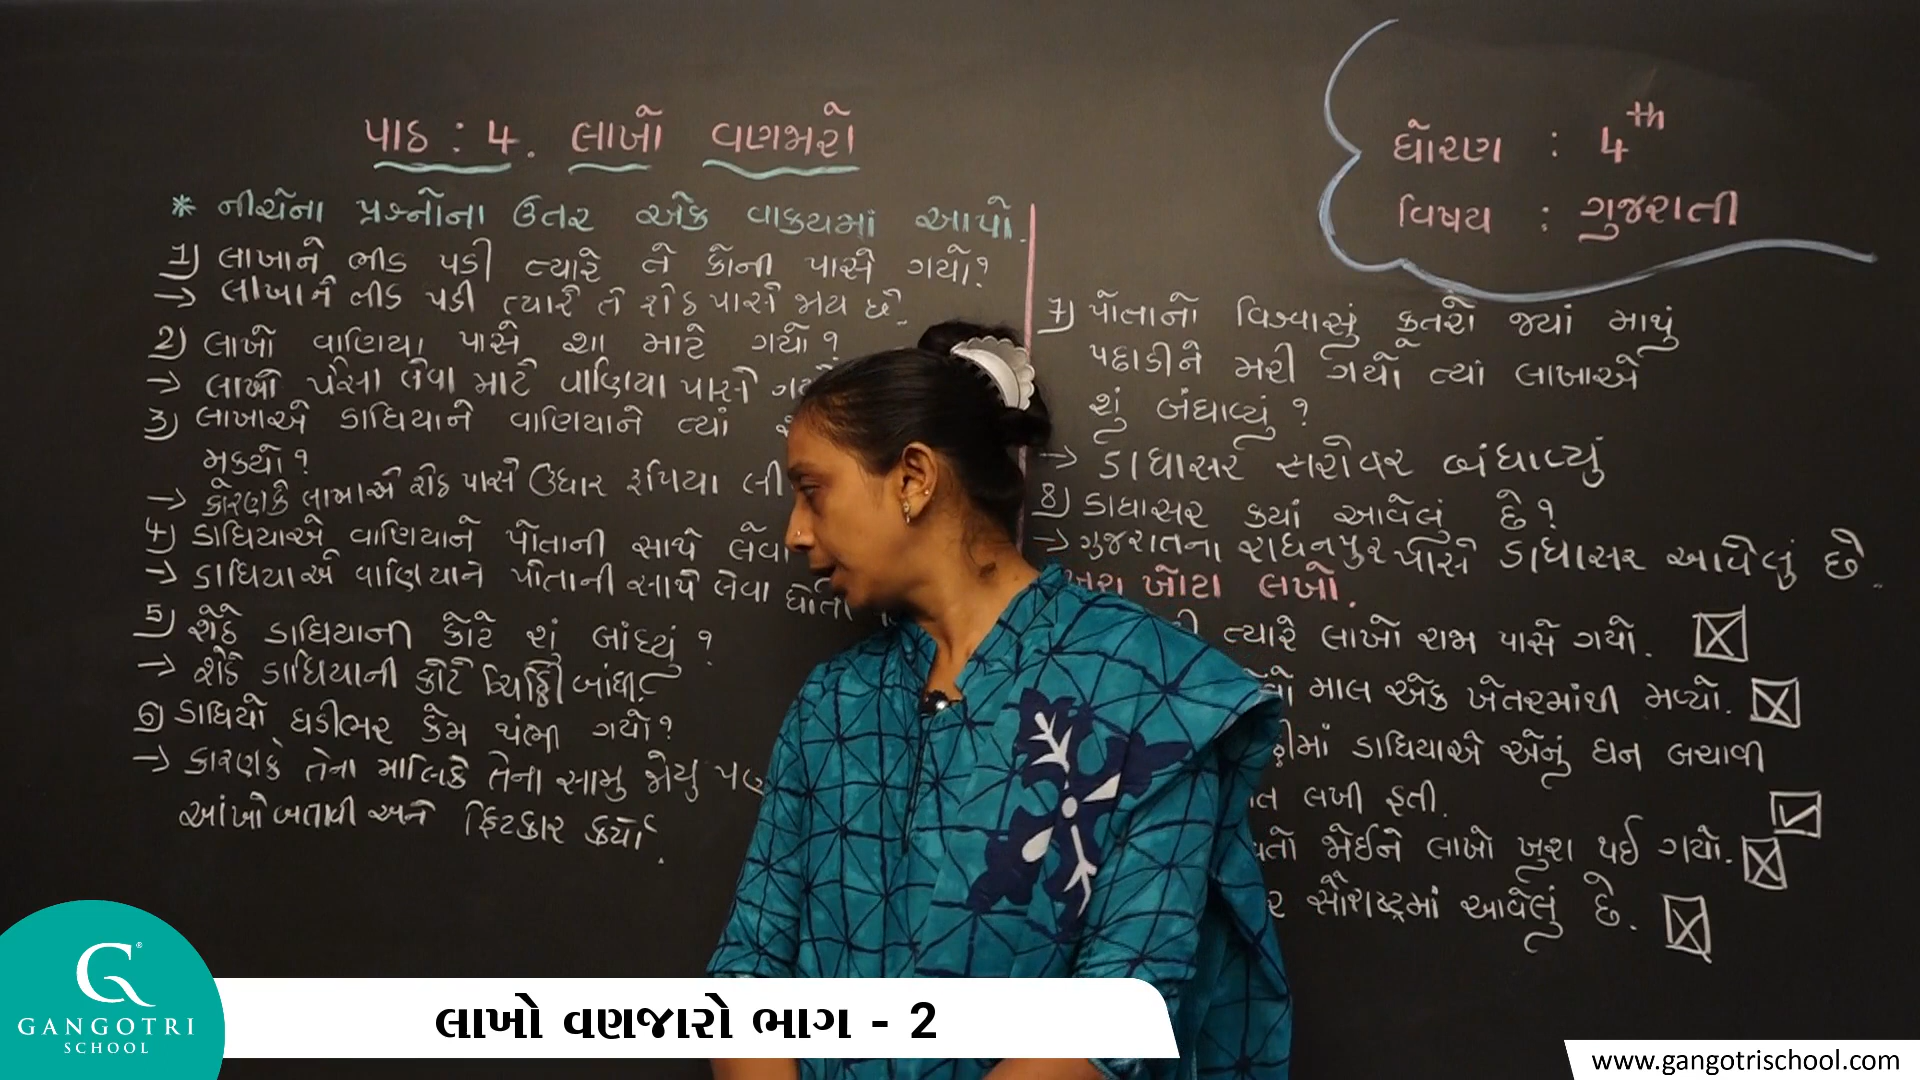 પાઠ : 4. લાખો વણજારો
* નીચેના પ્રશ્નોના ઉત્તર એક વાક્યમાં આપો.
1) લાખાને ભીડ પડી ત્યારે તે કોની પાસે ગયો?
→ લાખાને ભીડ પડી ત્યારે તે શેઠ પાસે જાય છે.
2) લાખો વાણિયા પાસે શા માટે ગયો?
→ લાખો પૈસા લેવા માટે વાણિયા પાસે
3) લાખાએ ડાઘિયાને વાણિયાને ત્યાં
મૂક્યો?
→ કારણકે લાખાએ શેઠ પાસે ઉધાર રૂપિયા
4) ડાઘિયાએ વાણિયાને પોતાની સાથે લેવા
→ ડાઘિયાએ વાણિયાને પોતાની સાથે લેવા ધોતી
5) શેઠે ડાઘિયાની કોટે શું બાંધ્યું ?
→ શેઠે ડાઘિયાની કોટે ચિઠ્ઠી બાંધી.
6) ડાઘિયો ઘડીભર કેમ થંભી ગયો?
→ કારણકે તેના માલિકે તેના સામુ જોયુ પણ
આંખો બતાવી અને ફિટકાર કર્યો.
ધોરણ : 4th
વિષય : ગુજરાતી
7) પોતાનો વિશ્વાસુ કૂતરો જ્યાં માથું
પછાડીને મરી ગયો ત્યાં લાખાએ
શું બંધાવ્યું ?
→ ડાઘાસર સરોવર બંધાવ્યું
8) ડાઘાસર ક્યાં આવેલું છે?
→ ગુજરાતના રાધનપુર પાસે ડાઘાસર આવેલું છે.
ખોટા લખો.
ત્યારે લાખો રાજા પાસે ગયો. ☒
માલ એક ખેતરમાંથી મળ્યો. ☒
ડાઘિયાએ એનું ધન બચાવી
લખી હતી. ☑
જોઈને લાખો ખુશ થઈ ગયો. ☒
સૌરાષ્ટ્રમાં આવેલું છે. ☒
GANGOTRI
SCHOOL
લાખો વણજારો ભાગ - 2
www.gangotrischool.com